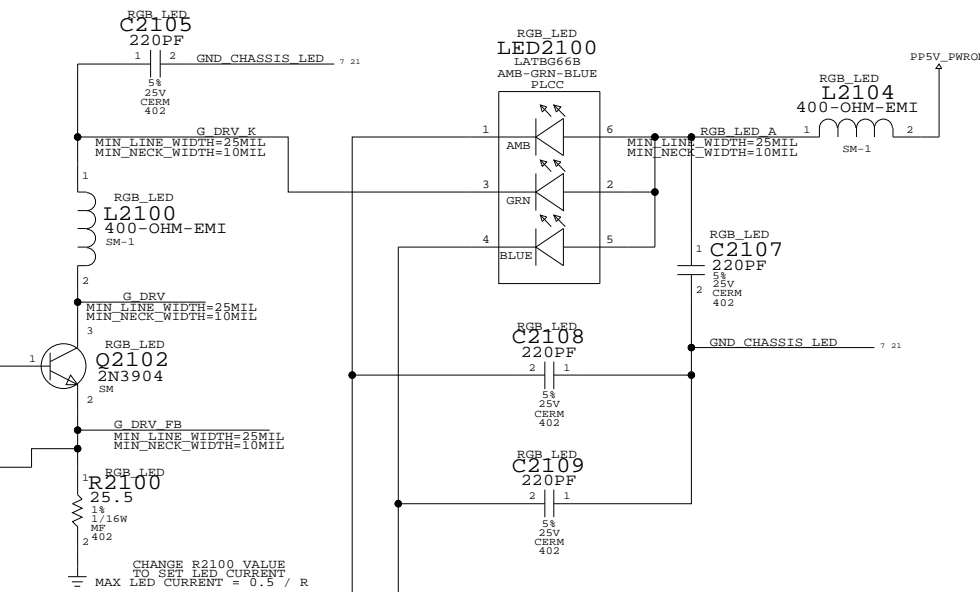 RGB_LED
C2105
220PF
1 2 GND_CHASSIS_LED 7 21
5%
25V
CERM
402
G_DRV_K
MIN_LINE_WIDTH=25MIL
MIN_NECK_WIDTH=10MIL
1
RGB_LED
L2100
400-OHM-EMI
SM-1
2
G_DRV
MIN_LINE_WIDTH=25MIL
MIN_NECK_WIDTH=10MIL
3
RGB_LED
1 Q2102
2N3904
SM
2
G_DRV_FB
MIN_LINE_WIDTH=25MIL
MIN_NECK_WIDTH=10MIL
RGB_LED
1 R2100
25.5
1%
1/16W
MF
402
2
CHANGE R2100 VALUE
TO SET LED CURRENT
MAX LED CURRENT = 0.5 / R
RGB_LED
LED2100
LATBG66B
AMB-GRN-BLUE
PLCC
1 6
AMB
3 2
GRN
4 5
BLUE
RGB_LED_A
MIN_LINE_WIDTH=25MIL
MIN_NECK_WIDTH=10MIL
PP5V_PWRO
RGB_LED
L2104
400-OHM-EMI
1 2
SM-1
RGB_LED
1 C2107
220PF
5%
2 25V
CERM
402
GND_CHASSIS_LED 7 21
RGB_LED
C2108
220PF
2 1
5%
25V
CERM
402
RGB_LED
C2109
220PF
2 1
5%
25V
CERM
402